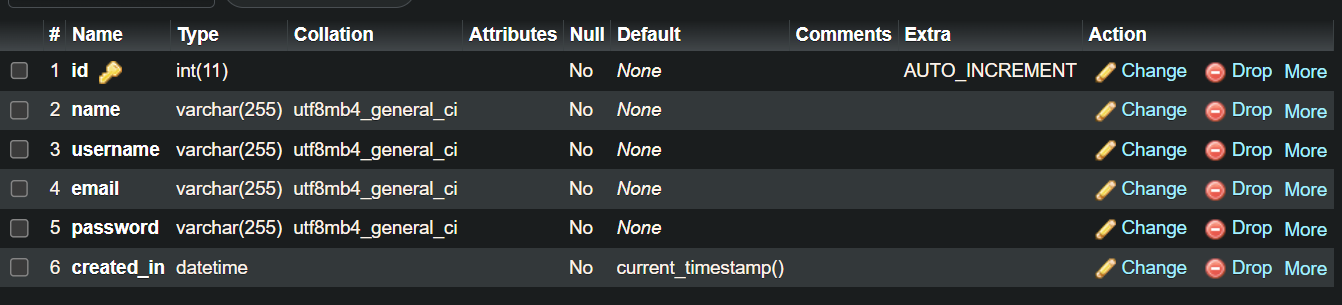 # Name Type Collation Attributes Null Default Comments Extra Action
1 id int(11) No None AUTO_INCREMENT Change Drop More
2 name varchar(255) utf8mb4_general_ci No None Change Drop More
3 username varchar(255) utf8mb4_general_ci No None Change Drop More
4 email varchar(255) utf8mb4_general_ci No None Change Drop More
5 password varchar(255) utf8mb4_general_ci No None Change Drop More
6 created_in datetime No current_timestamp() Change Drop More